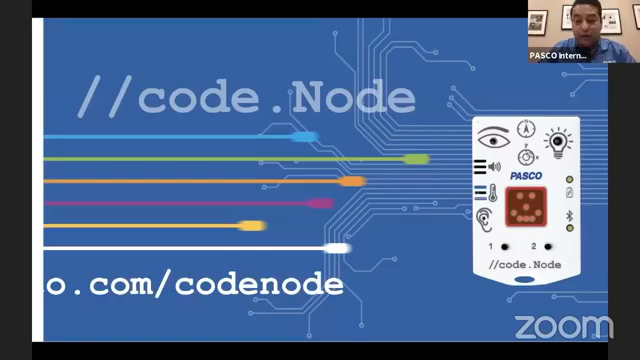 //code.Node
o.com/codenode
PASCO
1 2
//code.Node
PASCO Intern...
zoom